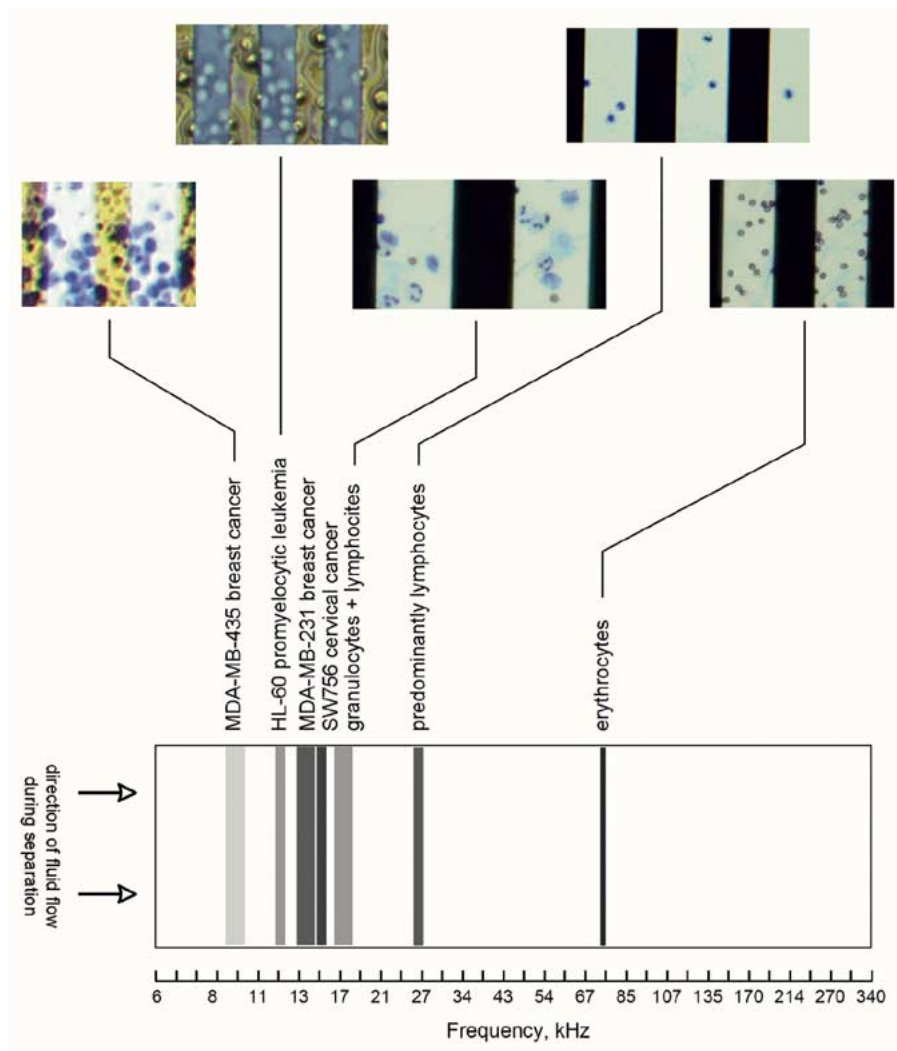 MDA-MB-435 breast cancer
HL-60 promyelocytic leukemia
MDA-MB-231 breast cancer
SW756 cervical cancer
granulocytes + lymphocites
predominantly lymphocytes
erythrocytes
direction of fluid flow
during separation
6 8 11 13 17 21 27 34 43 54 67 85 107 135 170 214 270 340
Frequency, kHz